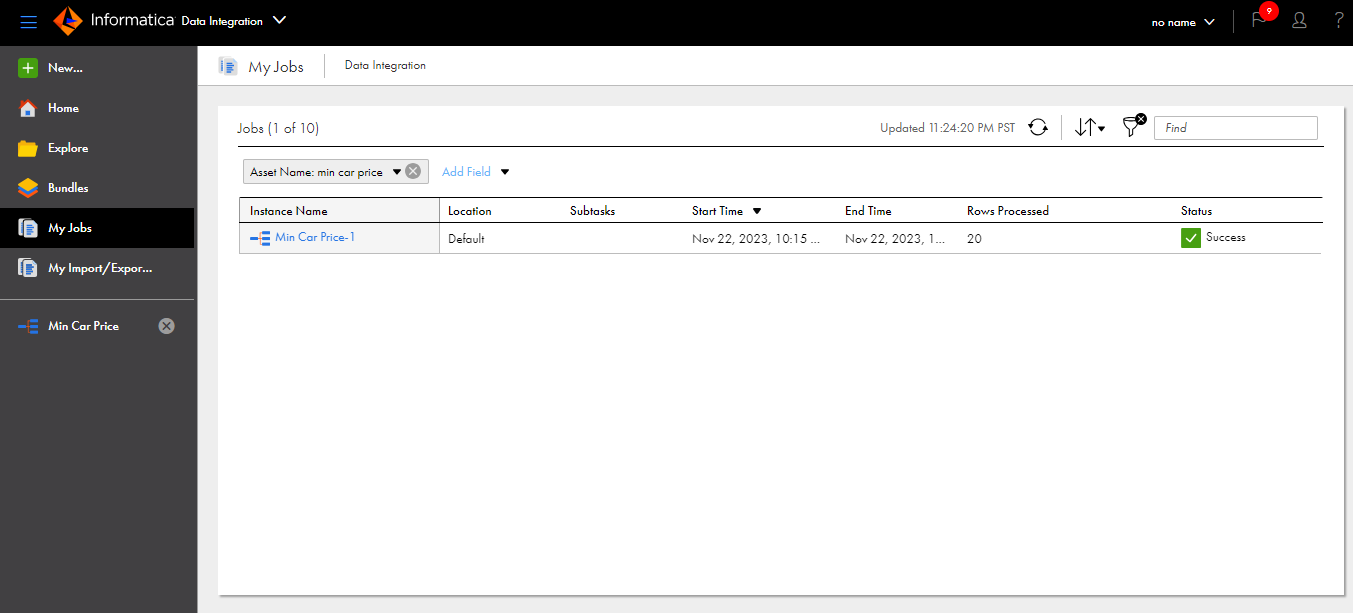 Informatica Data Integration
no name
9
?
New...
Home
Explore
Bundles
My Jobs
My Import/Expor...
Min Car Price
My Jobs
Data Integration
Jobs (1 of 10)
Updated 11:24:20 PM PST
Find
Asset Name: min car price
Add Field
Instance Name Location Subtasks Start Time End Time Rows Processed Status
Min Car Price-1 Default Nov 22, 2023, 10:15 ... Nov 22, 2023, 1... 20 Success